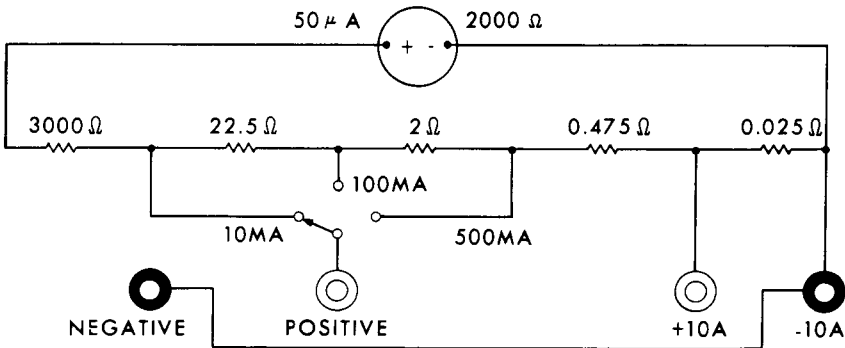 50 μ A
+ -
2000 Ω
3000 Ω
22.5 Ω
2 Ω
0.475 Ω
0.025 Ω
100MA
10MA
500MA
NEGATIVE
POSITIVE
+10A
-10A